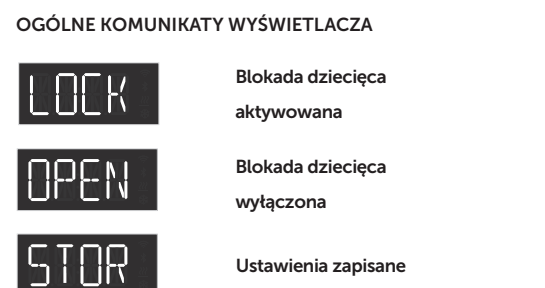 OGÓLNE KOMUNIKATY WYŚWIETLACZA
LOCK
Blokada dziecięca
aktywowana
OPEN
Blokada dziecięca
wyłączona
STOR
Ustawienia zapisane